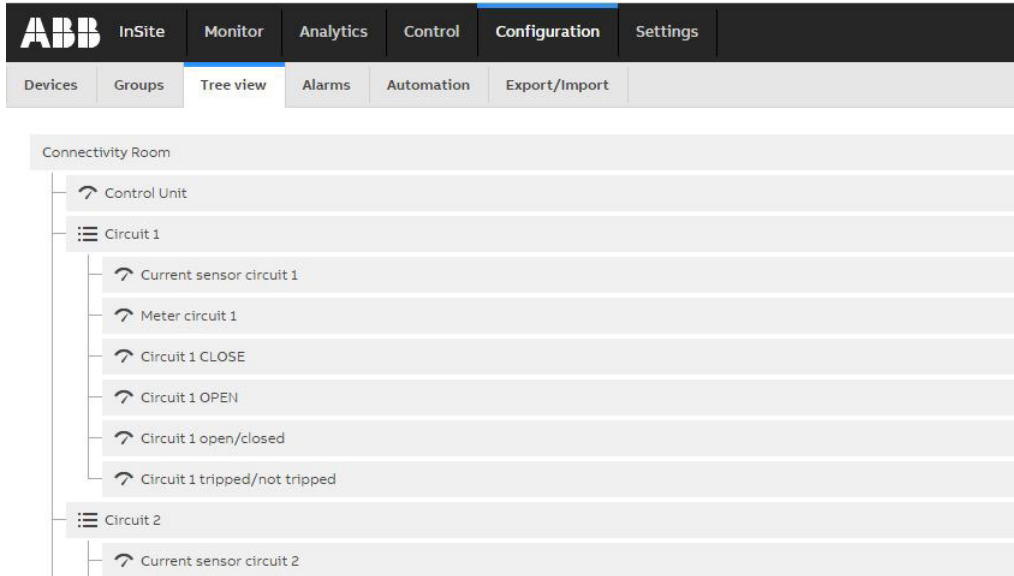 ABB InSite Monitor Analytics Control Configuration Settings
Devices Groups Tree view Alarms Automation Export/Import
Connectivity Room
Control Unit
Circuit 1
Current sensor circuit 1
Meter circuit 1
Circuit 1 CLOSE
Circuit 1 OPEN
Circuit 1 open/closed
Circuit 1 tripped/not tripped
Circuit 2
Current sensor circuit 2